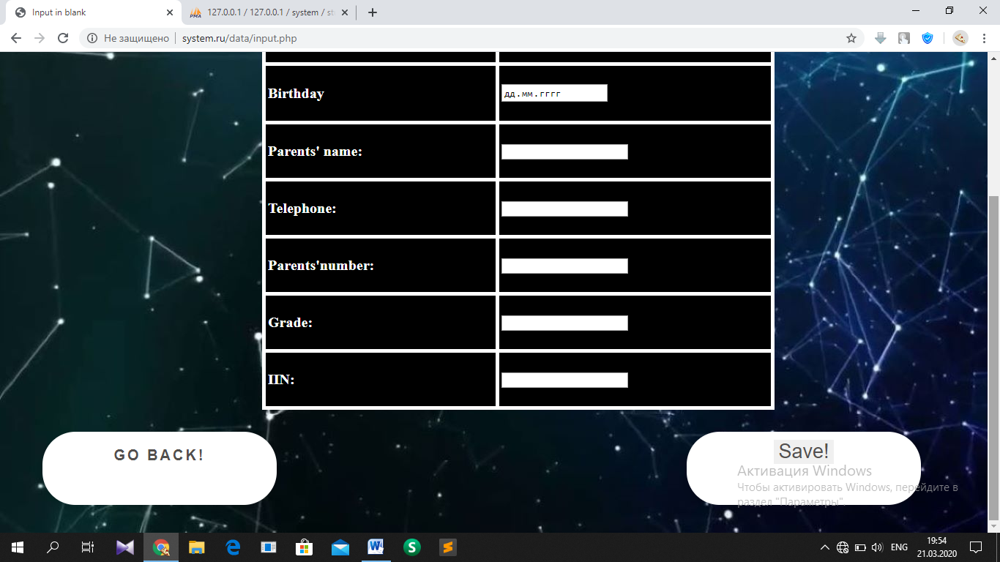 Input in blank
PMA
127.0.0.1 / 127.0.0.1 / system / st
Не защищено
system.ru/data/input.php
Birthday
дд.мм.гггг
Parents' name:
Telephone:
Parents'number:
Grade:
IIN:
GO BACK!
Save!
Активация Windows
Чтобы активировать Windows, перейдите в
раздел "Параметры".
W
S
ENG
19:54
21.03.2020